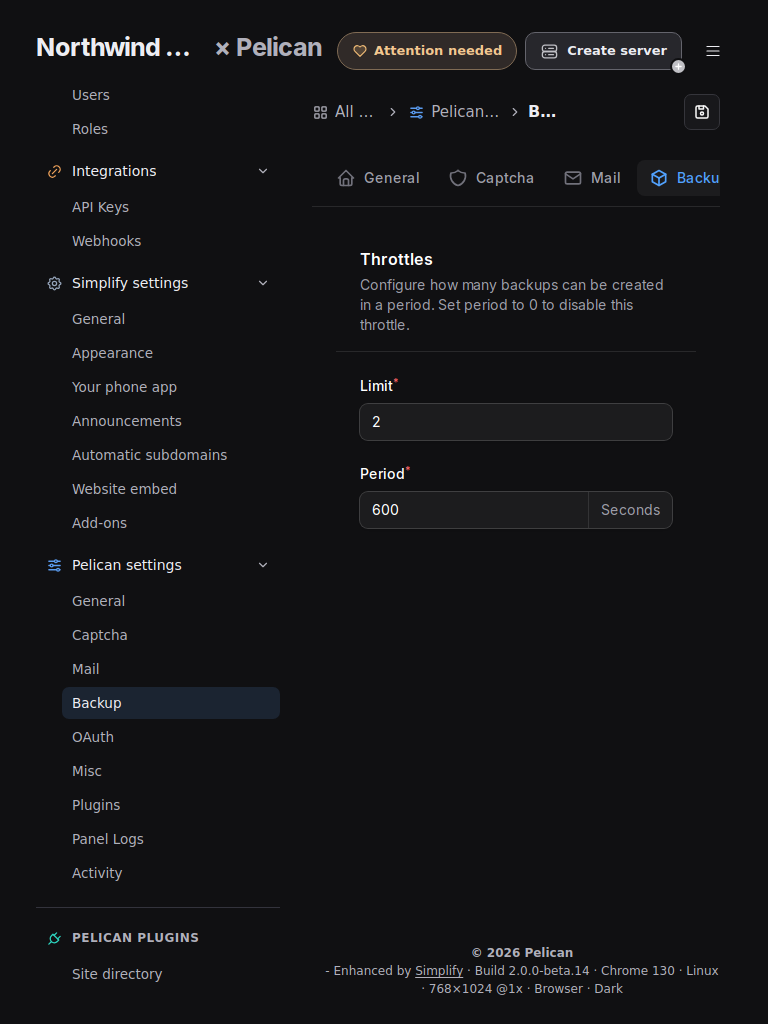 Northwind ... × Pelican
Attention needed
Create server
Users
Roles
Integrations
API Keys
Webhooks
Simplify settings
General
Appearance
Your phone app
Announcements
Automatic subdomains
Website embed
Add-ons
Pelican settings
General
Captcha
Mail
Backup
OAuth
Misc
Plugins
Panel Logs
Activity
PELICAN PLUGINS
Site directory
All ... > Pelican... > B...
General
Captcha
Mail
Backu
Throttles
Configure how many backups can be created
in a period. Set period to 0 to disable this
throttle.
Limit*
2
Period*
600
Seconds
© 2026 Pelican
- Enhanced by Simplify · Build 2.0.0-beta.14 · Chrome 130 · Linux
· 768×1024 @1x · Browser · Dark